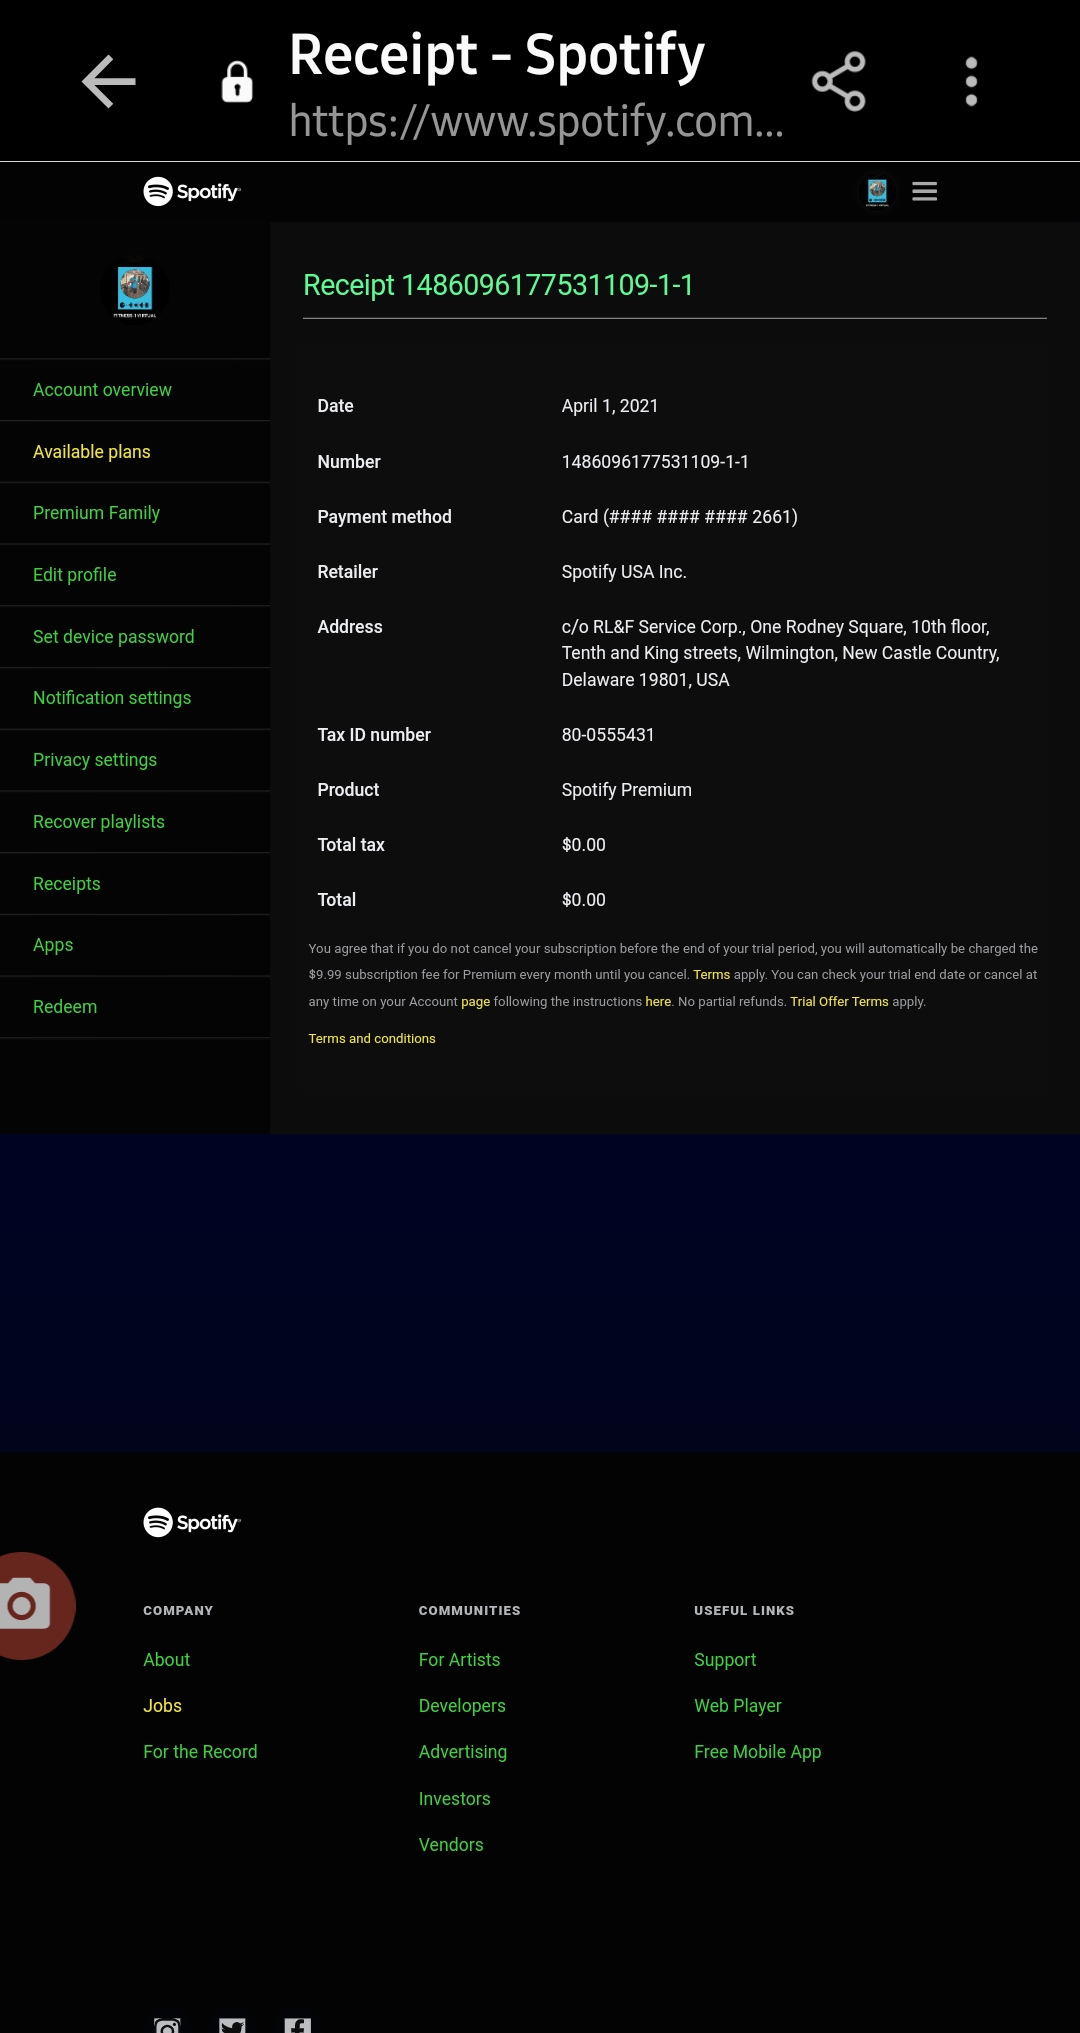 Receipt - Spotify
https://www.spotify.com...
Spotify
Receipt 1486096177531109-1-1
Account overview
Available plans
Premium Family
Edit profile
Set device password
Notification settings
Privacy settings
Recover playlists
Receipts
Apps
Redeem
Date April 1, 2021
Number 1486096177531109-1-1
Payment method Card (#### #### #### 2661)
Retailer Spotify USA Inc.
Address c/o RL&F Service Corp., One Rodney Square, 10th floor,
Tenth and King streets, Wilmington, New Castle Country,
Delaware 19801, USA
Tax ID number 80-0555431
Product Spotify Premium
Total tax $0.00
Total $0.00
You agree that if you do not cancel your subscription before the end of your trial period, you will automatically be charged the
$9.99 subscription fee for Premium every month until you cancel. Terms apply. You can check your trial end date or cancel at
any time on your Account page following the instructions here. No partial refunds. Trial Offer Terms apply.
Terms and conditions
Spotify
COMPANY
About
Jobs
For the Record
COMMUNITIES
For Artists
Developers
Advertising
Investors
Vendors
USEFUL LINKS
Support
Web Player
Free Mobile App